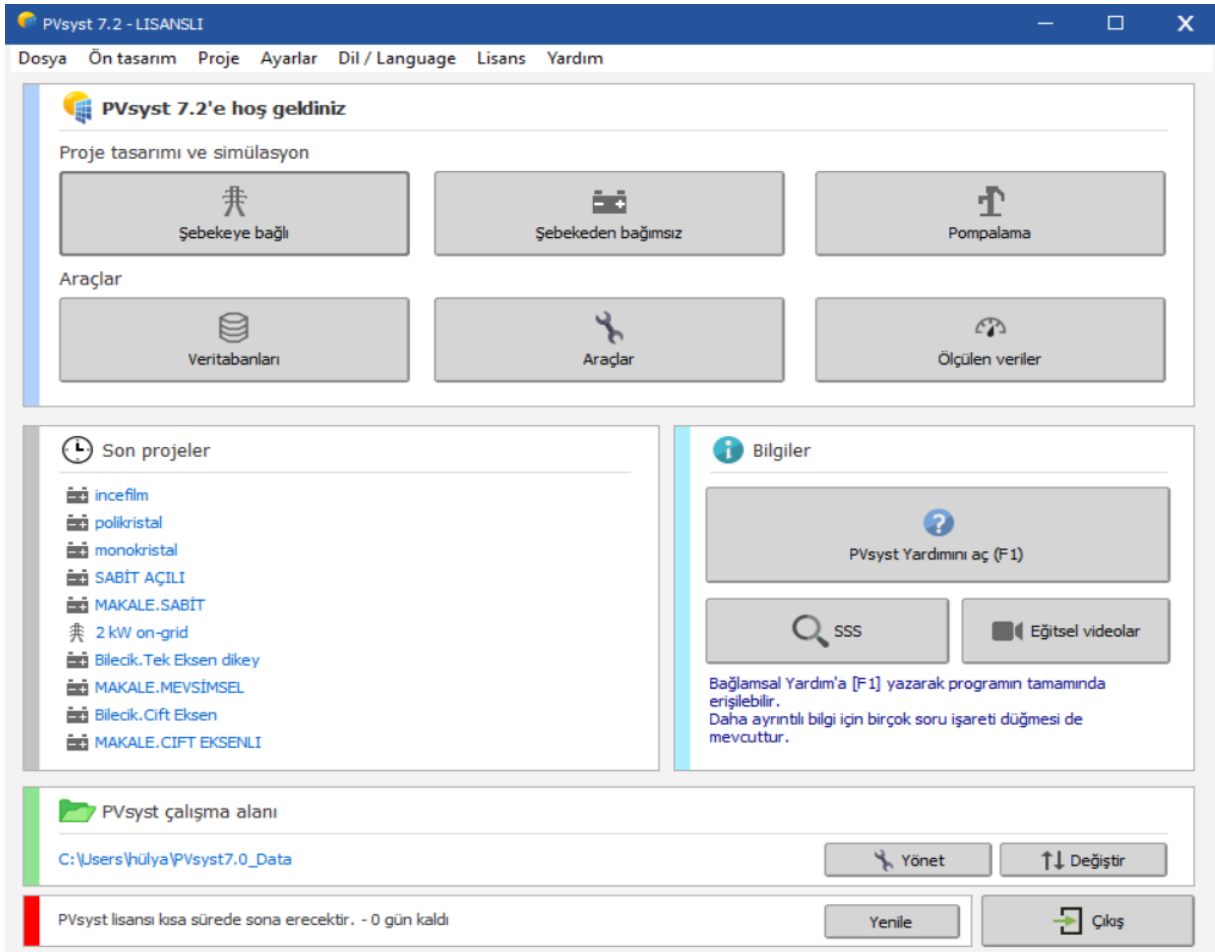 PVsyst 7.2 - LISANSLI
Dosya Ön tasarım Proje Ayarlar Dil / Language Lisans Yardım
PVsyst 7.2'e hoş geldiniz
Proje tasarımı ve simülasyon
Şebekeye bağlı Şebekeden bağımsız Pompalama
Araçlar
Veritabanları Araçlar Ölçülen veriler
Son projeler
incefilm
polikristal
monokristal
SABİT AÇILI
MAKALE.SABİT
2 kW on-grid
Bilecik.Tek Eksen dikey
MAKALE.MEVSİMSEL
Bilecik.Cift Eksen
MAKALE.CIFT EKSENLI
Bilgiler
PVsyst Yardımını aç (F1)
SSS Eğitsel videolar
Bağlamsal Yardım'a [F1] yazarak programın tamamında
erişilebilir.
Daha ayrıntılı bilgi için birçok soru işareti düğmesi de
mevcuttur.
PVsyst çalışma alanı
C:\Users\hülya\PVsyst7.0_Data Yönet Değiştir
PVsyst lisansı kısa sürede sona erecektir. - 0 gün kaldı Yenile Çıkış